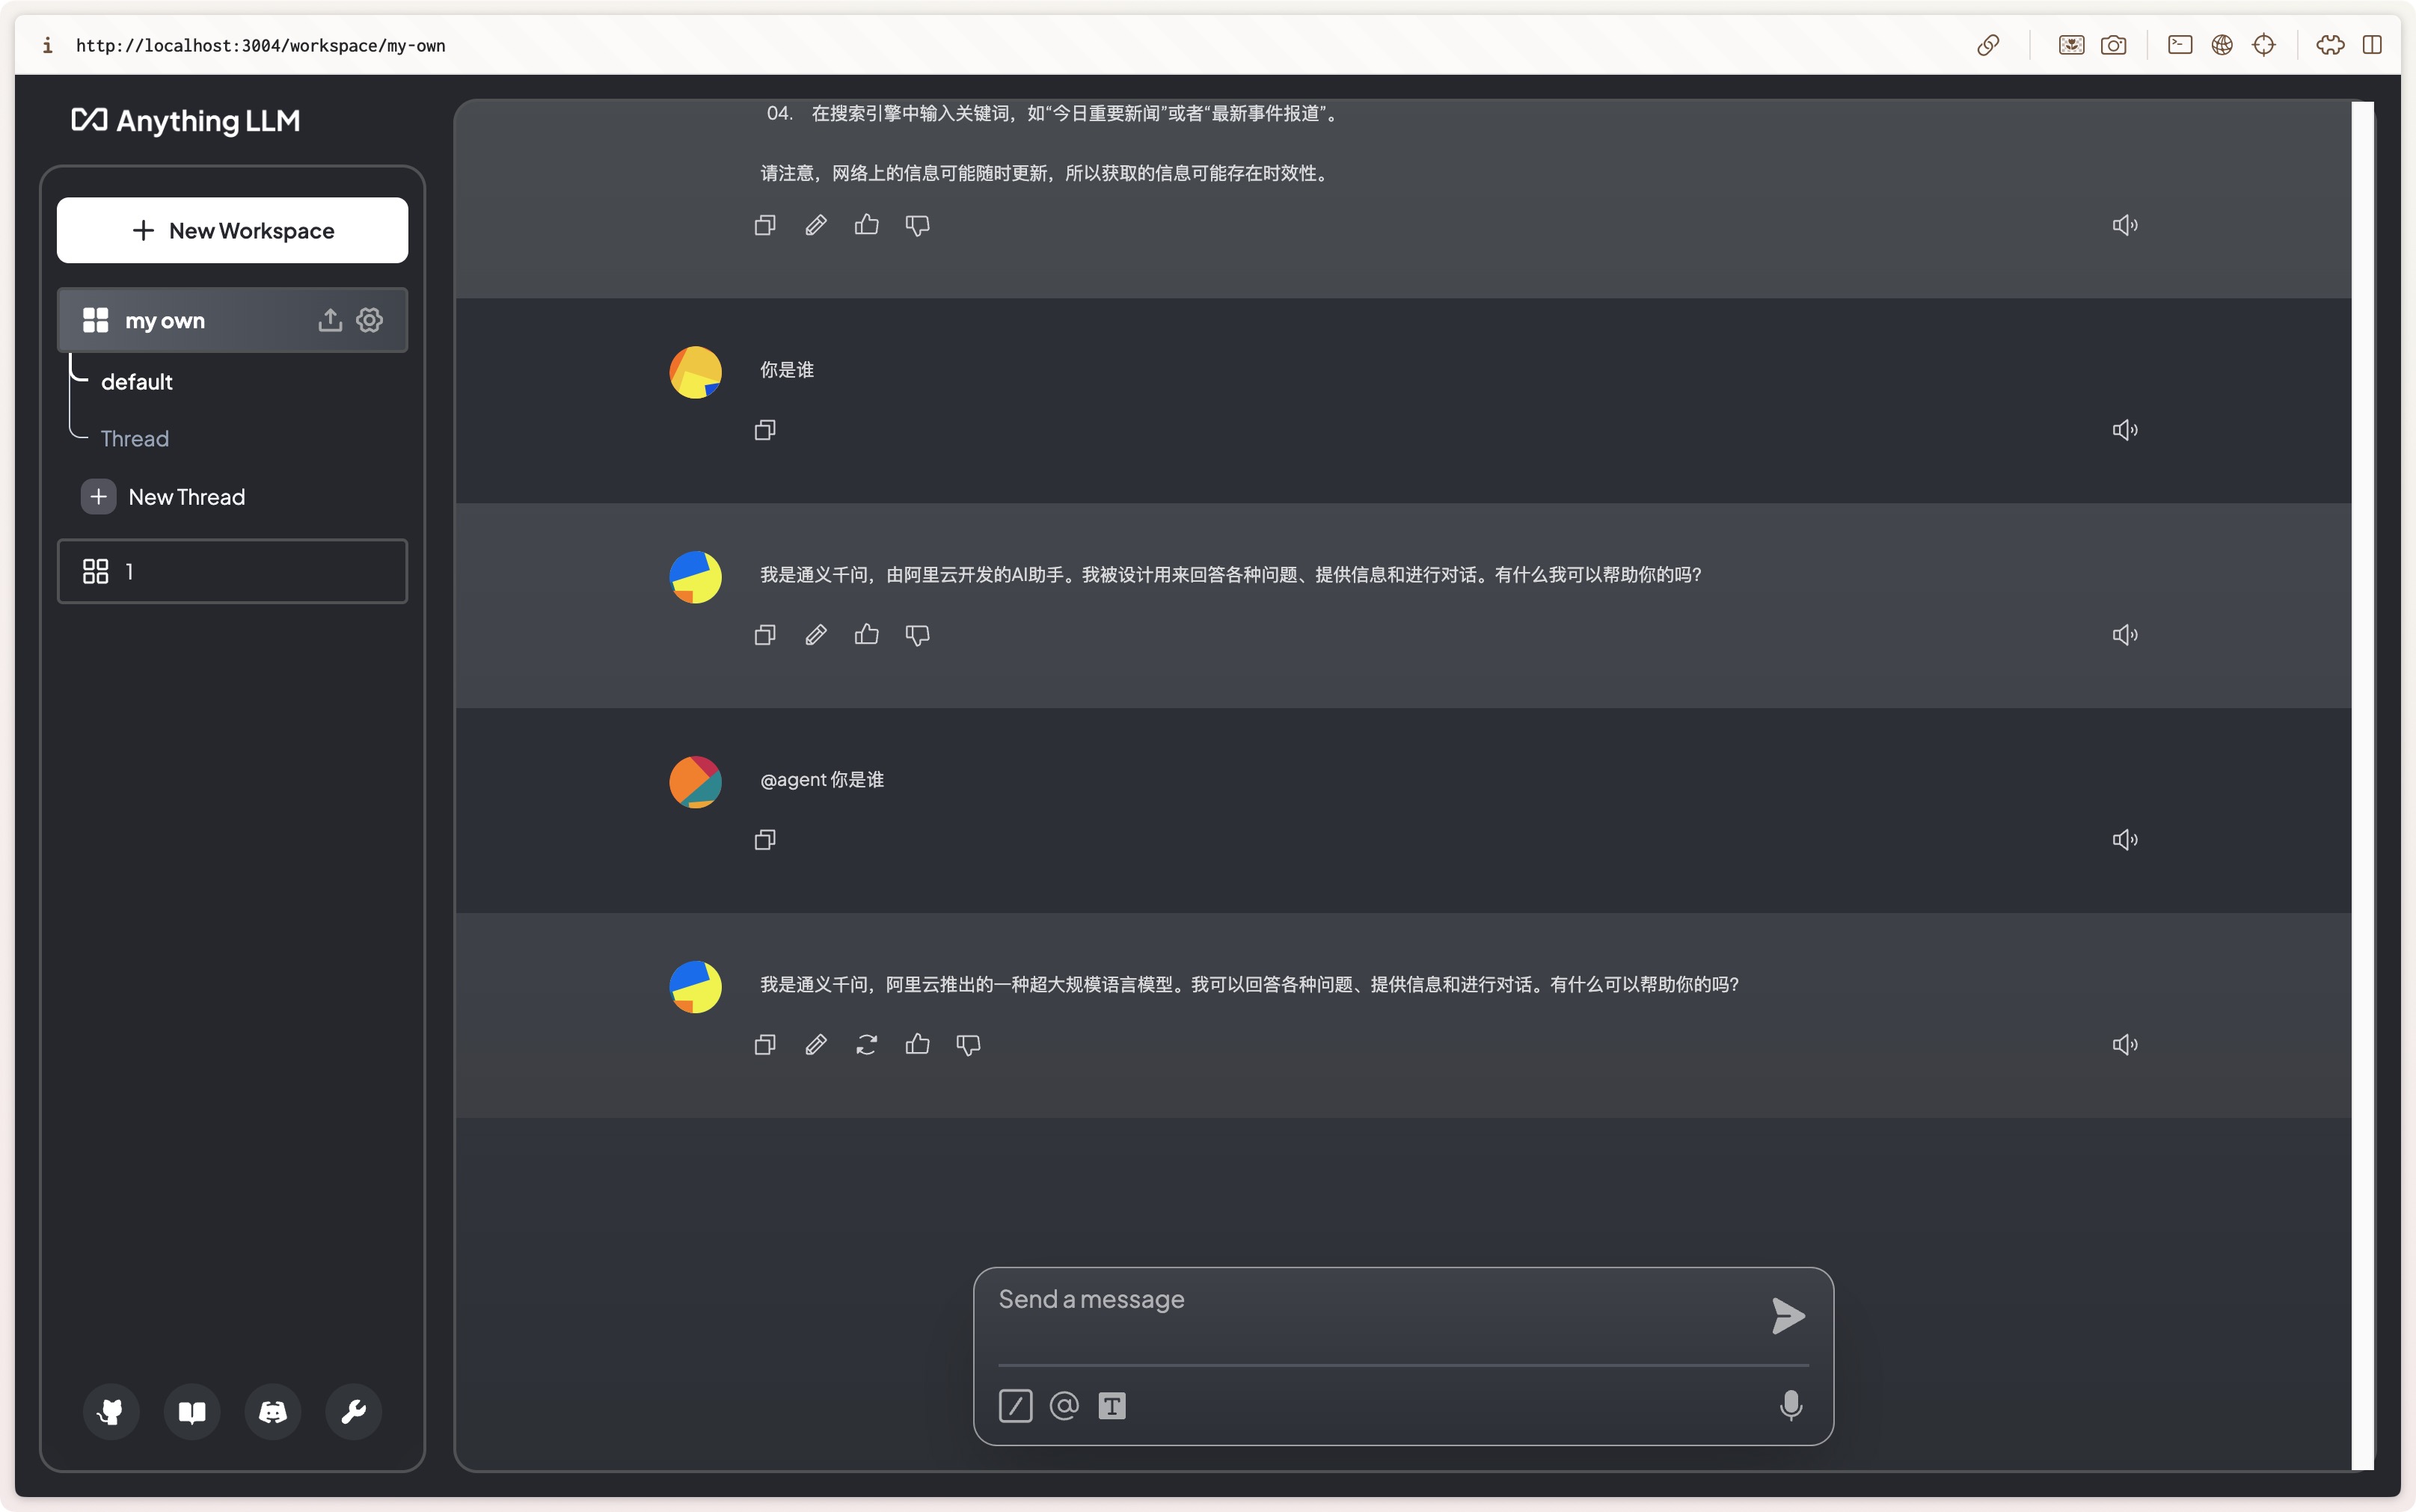 http://localhost:3004/workspace/my-own
Anything LLM
New Workspace
my own
default
Thread
New Thread
1
04. 在搜索引擎中输入关键词，如“今日重要新闻”或者“最新事件报道”。
请注意，网络上的信息可能随时更新，所以获取的信息可能存在时效性。
你是谁
我是通义千问，由阿里云开发的AI助手。我被设计用来回答各种问题、提供信息和进行对话。有什么我可以帮助你的吗？
@agent 你是谁
我是通义千问，阿里云推出的一种超大规模语言模型。我可以回答各种问题、提供信息和进行对话。有什么可以帮助你的吗？
Send a message